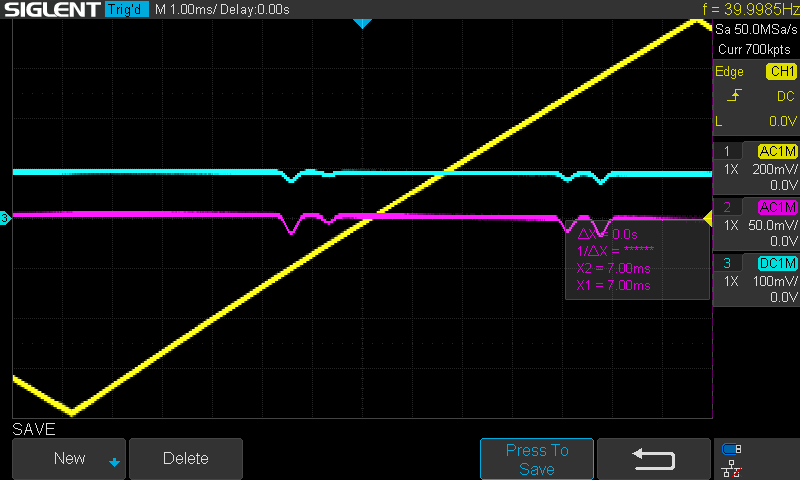 SIGLENT Trig'd M 1.00ms/ Delay:0.00s f = 39.9985Hz
Sa 50.0MSa/s
Curr 700kpts
Edge CH1
DC
L 0.0V
1 AC1M
1X 200mV/
0.0V
2 AC1M
1X 50.0mV/
0.0V
3 DC1M
1X 100mV/
0.0V
3
ΔX = 0.0s
1/ΔX = ******
X2 = 7.00ms
X1 = 7.00ms
SAVE
New
Delete
Press To
Save